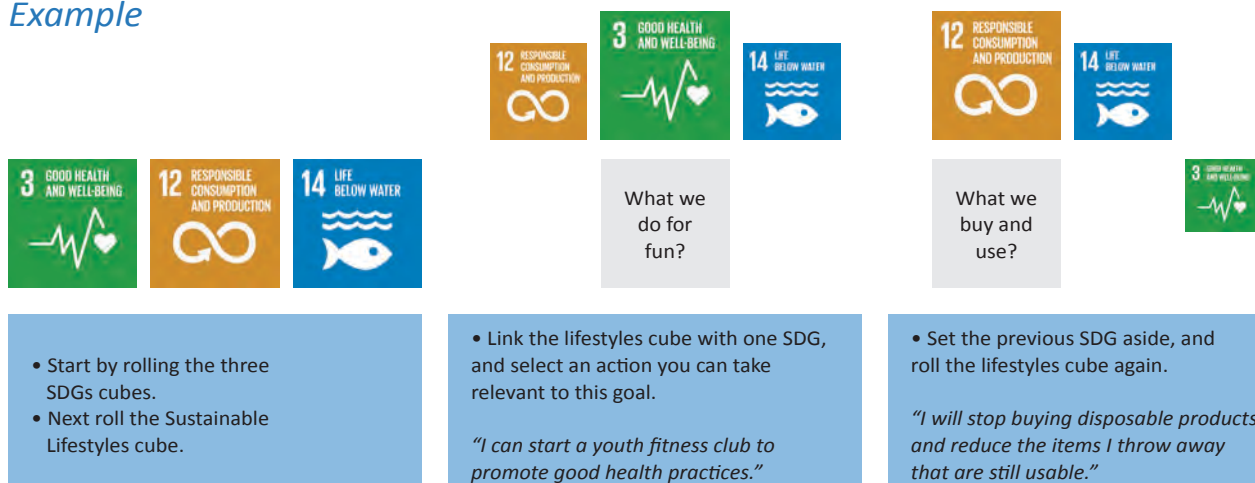 Example
3 GOOD HEALTH
AND WELL-BEING
12 RESPONSIBLE
CONSUMPTION
AND PRODUCTION
14 LIFE
BELOW WATER
• Start by rolling the three
SDGs cubes.
• Next roll the Sustainable
Lifestyles cube.
12 RESPONSIBLE
CONSUMPTION
AND PRODUCTION
3 GOOD HEALTH
AND WELL-BEING
14 LIFE
BELOW WATER
What we
do for
fun?
• Link the lifestyles cube with one SDG,
and select an action you can take
relevant to this goal.
“I can start a youth fitness club to
promote good health practices.”
12 RESPONSIBLE
CONSUMPTION
AND PRODUCTION
14 LIFE
BELOW WATER
What we
buy and
use?
3 GOOD HEALTH
AND WELL-BEING
• Set the previous SDG aside, and
roll the lifestyles cube again.
“I will stop buying disposable products
and reduce the items I throw away
that are still usable.”